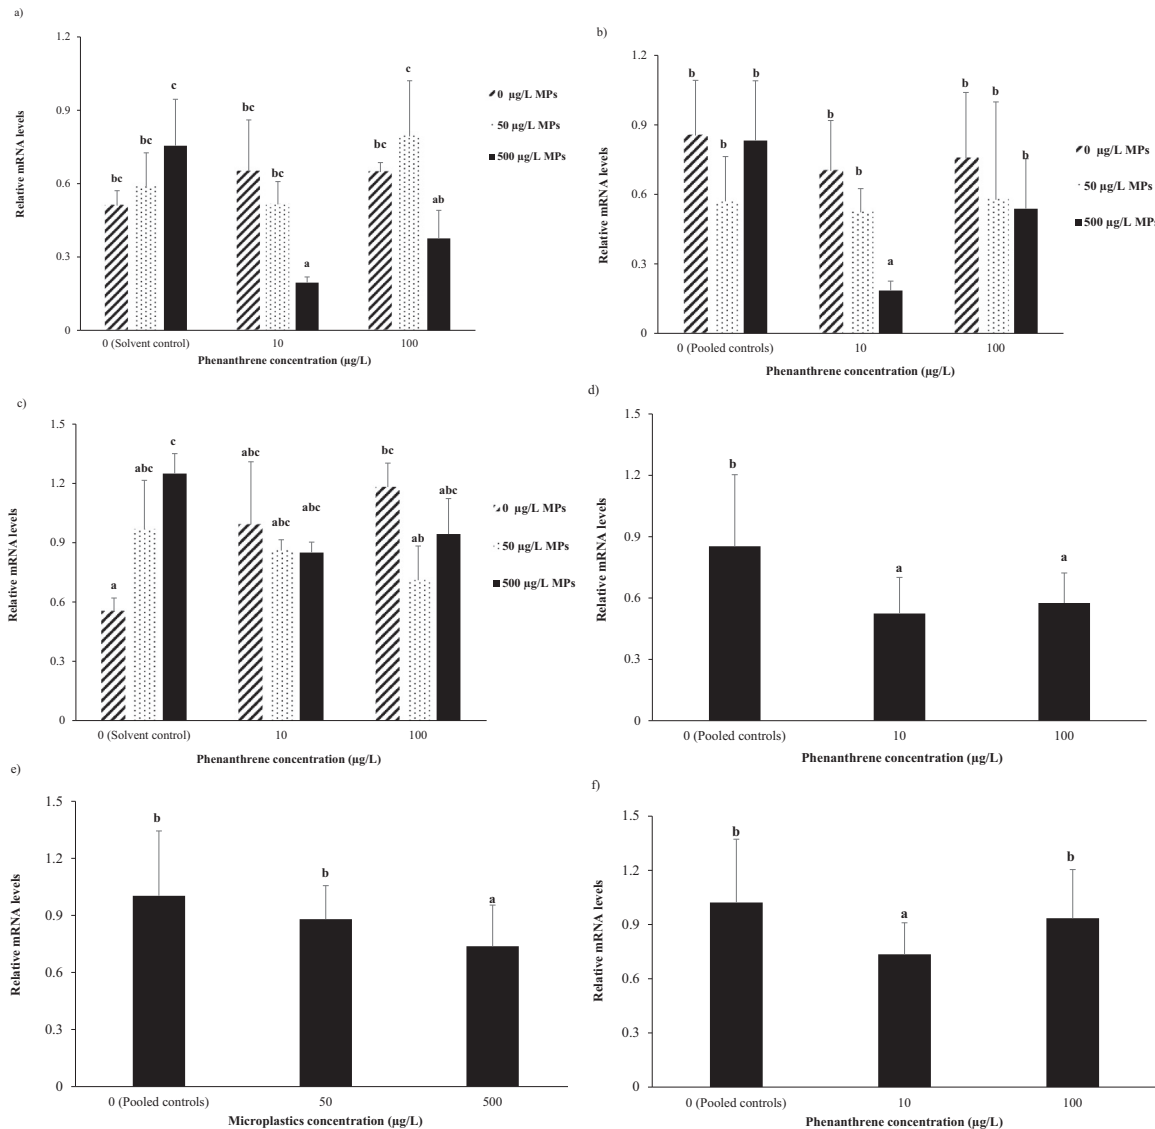 a)
1.2
0.9
0.6
0.3
0
Relative mRNA levels
bc
bc
c
bc
bc
a
bc
c
ab
0 µg/L MPs
50 µg/L MPs
500 µg/L MPs
0 (Solvent control)
10
100
Phenanthrene concentration (µg/L)
b)
1.2
0.9
0.6
0.3
0
Relative mRNA levels
b
b
b
b
b
a
b
b
b
0 µg/L MPs
50 µg/L MPs
500 µg/L MPs
0 (Pooled controls)
10
100
Phenanthrene concentration (µg/L)
c)
1.5
1.2
0.9
0.6
0.3
0
Relative mRNA levels
a
abc
c
abc
abc
abc
bc
ab
abc
0 µg/L MPs
50 µg/L MPs
500 µg/L MPs
0 (Solvent control)
10
100
Phenanthrene concentration (µg/L)
d)
1.5
1.2
0.9
0.6
0.3
0
Relative mRNA levels
b
a
a
0 (Pooled controls)
10
100
Phenanthrene concentration (µg/L)
e)
1.5
1.2
0.9
0.6
0.3
0
Relative mRNA levels
b
b
a
0 (Pooled controls)
50
500
Microplastics concentration (µg/L)
f)
1.5
1.2
0.9
0.6
0.3
0
Relative mRNA levels
b
a
b
0 (Pooled controls)
10
100
Phenanthrene concentration (µg/L)